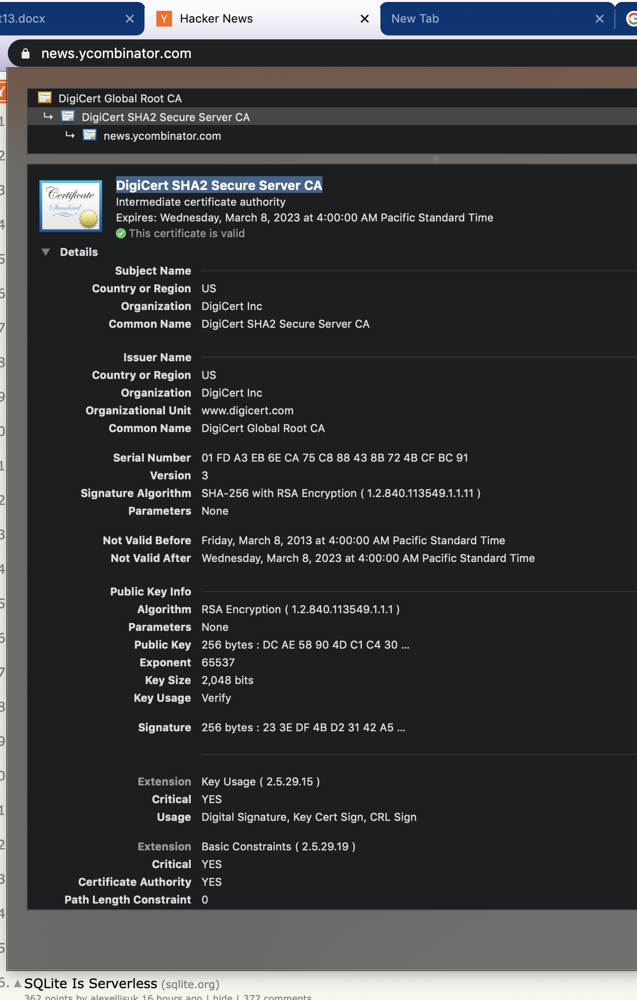 t13.docx
Y Hacker News
New Tab
news.ycombinator.com
DigiCert Global Root CA
↳ DigiCert SHA2 Secure Server CA
↳ news.ycombinator.com
Certificate
Standard
DigiCert SHA2 Secure Server CA
Intermediate certificate authority
Expires: Wednesday, March 8, 2023 at 4:00:00 AM Pacific Standard Time
This certificate is valid
Details
Subject Name
Country or Region US
Organization DigiCert Inc
Common Name DigiCert SHA2 Secure Server CA
Issuer Name
Country or Region US
Organization DigiCert Inc
Organizational Unit www.digicert.com
Common Name DigiCert Global Root CA
Serial Number 01 FD A3 EB 6E CA 75 C8 88 43 8B 72 4B CF BC 91
Version 3
Signature Algorithm SHA-256 with RSA Encryption ( 1.2.840.113549.1.1.11 )
Parameters None
Not Valid Before Friday, March 8, 2013 at 4:00:00 AM Pacific Standard Time
Not Valid After Wednesday, March 8, 2023 at 4:00:00 AM Pacific Standard Time
Public Key Info
Algorithm RSA Encryption ( 1.2.840.113549.1.1.1 )
Parameters None
Public Key 256 bytes : DC AE 58 90 4D C1 C4 30 ...
Exponent 65537
Key Size 2,048 bits
Key Usage Verify
Signature 256 bytes : 23 3E DF 4B D2 31 42 A5 ...
Extension Key Usage ( 2.5.29.15 )
Critical YES
Usage Digital Signature, Key Cert Sign, CRL Sign
Extension Basic Constraints ( 2.5.29.19 )
Critical YES
Certificate Authority YES
Path Length Constraint 0
6. SQLite Is Serverless (sqlite.org)
362 points by alexellisuk 16 hours ago | hide | 372 comments